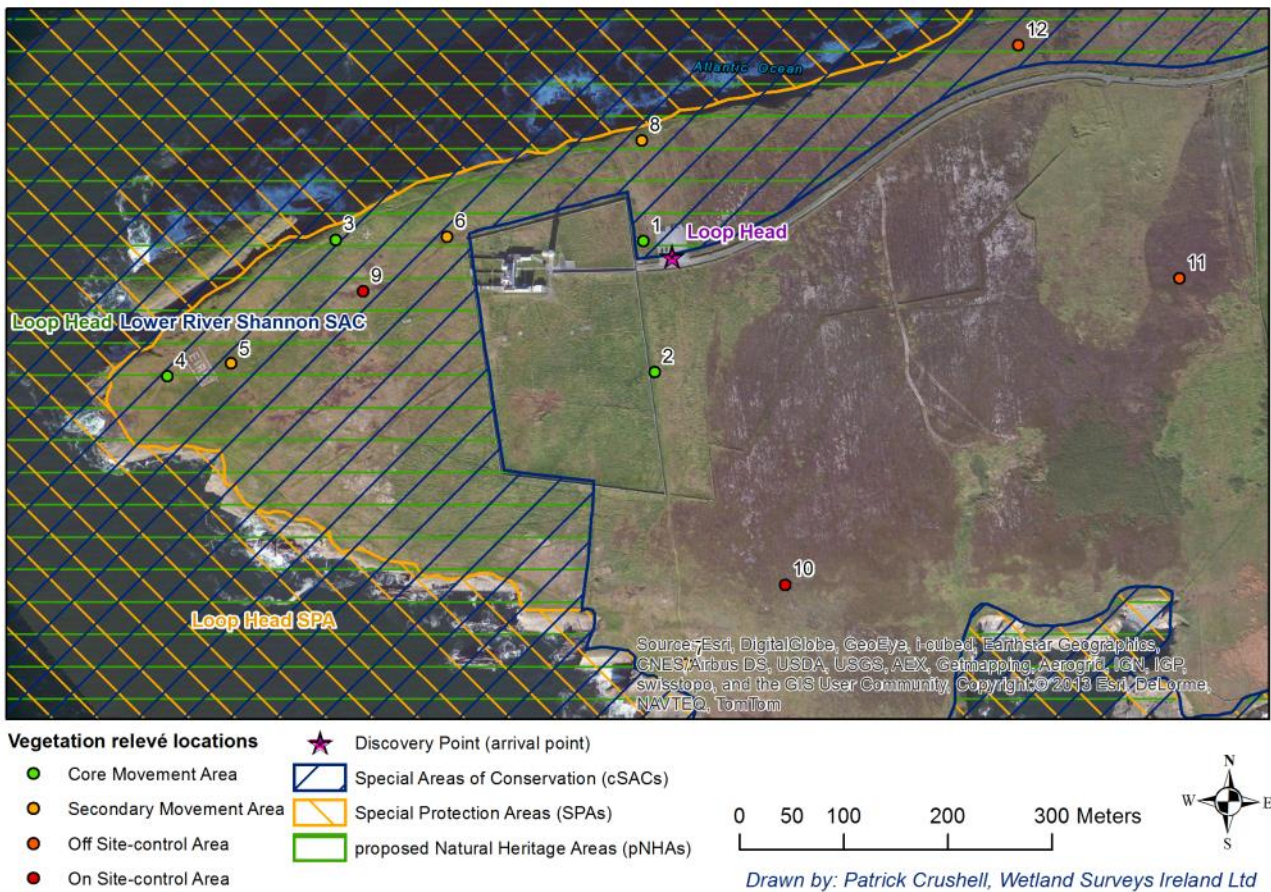 12
Atlantic Ocean
8
3
6
1
Loop Head
9
11
Loop Head Lower River Shannon SAC
4
5
2
10
Loop Head SPA
7
Source: Esri, DigitalGlobe, GeoEye, i-cubed, Earthstar Geographics,
CNES/Airbus DS, USDA, USGS, AEX, Getmapping, Aerogrid, IGN, IGP,
swisstopo, and the GIS User Community, Copyright:© 2013 Esri, DeLorme,
NAVTEQ, TomTom
Vegetation relevé locations
Core Movement Area
Secondary Movement Area
Off Site-control Area
On Site-control Area
Discovery Point (arrival point)
Special Areas of Conservation (cSACs)
Special Protection Areas (SPAs)
proposed Natural Heritage Areas (pNHAs)
0 50 100 200 300 Meters
N
W E
S
Drawn by: Patrick Crushell, Wetland Surveys Ireland Ltd